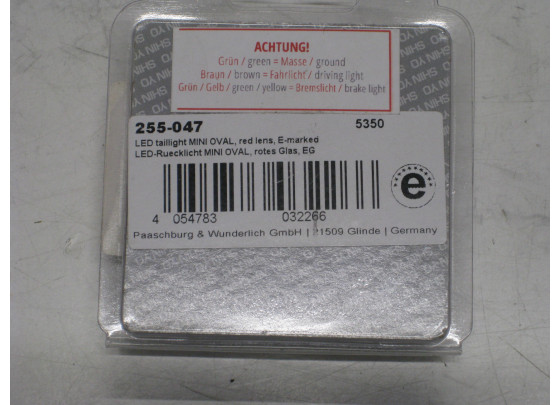 ACHTUNG!
Grün / green = Masse / ground
Braun / brown = Fahrlicht / driving light
Grün / Gelb / green / yellow = Bremslicht / brake light
255-047 5350
LED taillight MINI OVAL, red lens, E-marked
LED-Ruecklicht MINI OVAL, rotes Glas, EG
e
4 054783 032266
Paaschburg & Wunderlich GmbH | 21509 Glinde | Germany
SHIN YO